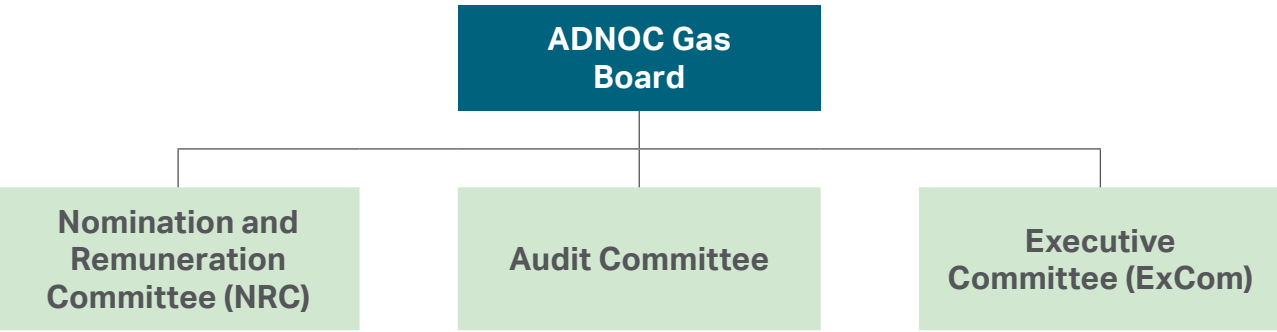 ADNOC Gas
Board
Nomination and
Remuneration
Committee (NRC)
Audit Committee
Executive
Committee (ExCom)